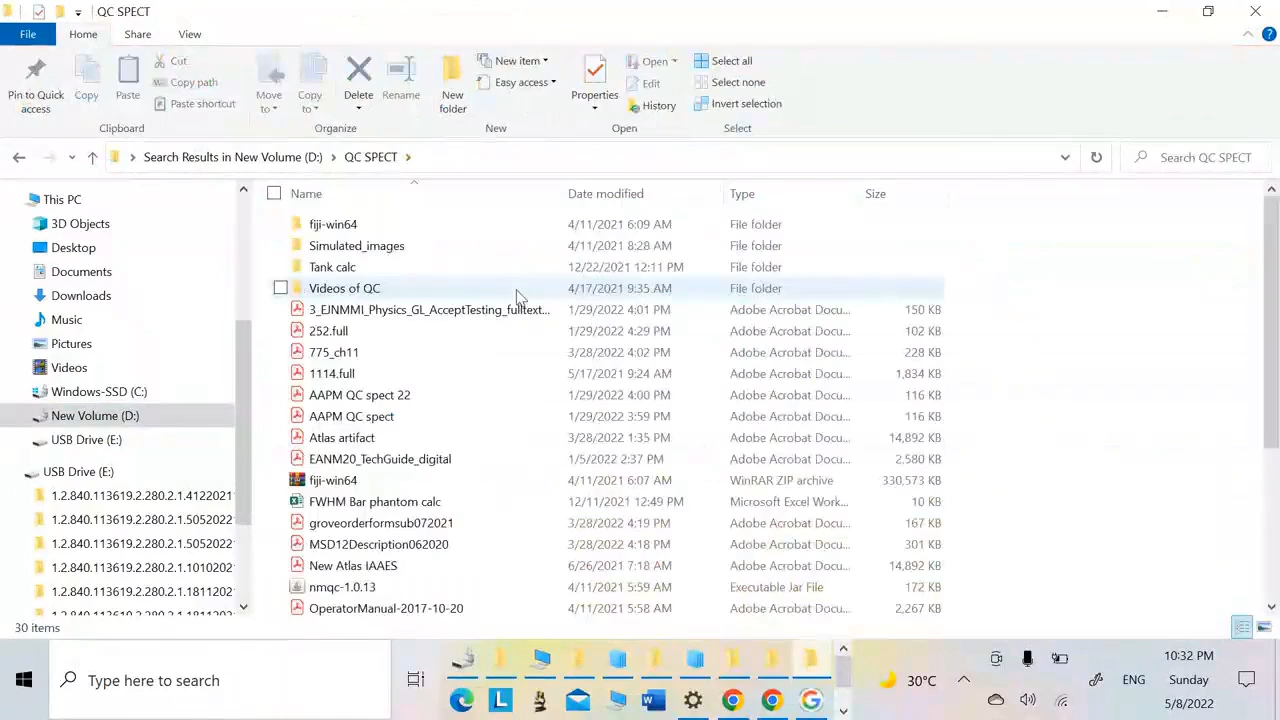 QC SPECT
File Home Share View
Pin to Quick access
Copy
Paste
Cut
Copy path
Paste shortcut
Clipboard
Move to
Copy to
Delete
Rename
Organize
New folder
New item
Easy access
New
Properties
Open
Edit
History
Open
Select all
Select none
Invert selection
Select
Search Results in New Volume (D:) QC SPECT
Search QC SPECT
This PC
3D Objects
Desktop
Documents
Downloads
Music
Pictures
Videos
Windows-SSD (C:)
New Volume (D:)
USB Drive (E:)
USB Drive (E:)
1.2.840.113619.2.280.2.1.4122021
1.2.840.113619.2.280.2.1.5052022
1.2.840.113619.2.280.2.1.5052022
1.2.840.113619.2.280.2.1.1010202
1.2.840.113619.2.280.2.1.1811202
Name Date modified Type Size
fiji-win64 4/11/2021 6:09 AM File folder
Simulated_images 4/11/2021 8:28 AM File folder
Tank calc 12/22/2021 12:11 PM File folder
Videos of QC 4/17/2021 9:35 AM File folder
3_EJNMMI_Physics_GL_AcceptTesting_fulltext... 1/29/2022 4:01 PM Adobe Acrobat Docu... 150 KB
252.full 1/29/2022 4:29 PM Adobe Acrobat Docu... 102 KB
775_ch11 3/28/2022 4:02 PM Adobe Acrobat Docu... 228 KB
1114.full 5/17/2021 9:24 AM Adobe Acrobat Docu... 1,834 KB
AAPM QC spect 22 1/29/2022 4:00 PM Adobe Acrobat Docu... 116 KB
AAPM QC spect 1/29/2022 3:59 PM Adobe Acrobat Docu... 116 KB
Atlas artifact 3/28/2022 1:35 PM Adobe Acrobat Docu... 14,892 KB
EANM20_TechGuide_digital 1/5/2022 2:37 PM Adobe Acrobat Docu... 2,580 KB
fiji-win64 4/11/2021 6:07 AM WinRAR ZIP archive 330,573 KB
FWHM Bar phantom calc 12/11/2021 12:49 PM Microsoft Excel Work... 10 KB
groveorderformsub072021 3/28/2022 4:19 PM Adobe Acrobat Docu... 167 KB
MSD12Description062020 3/28/2022 4:18 PM Adobe Acrobat Docu... 301 KB
New Atlas IAAES 6/26/2021 7:18 AM Adobe Acrobat Docu... 14,892 KB
nmqc-1.0.13 4/11/2021 5:59 AM Executable Jar File 172 KB
OperatorManual-2017-10-20 4/11/2021 5:58 AM Adobe Acrobat Docu... 2,267 KB
30 items
Type here to search
30°C
ENG
10:32 PM
Sunday
5/8/2022